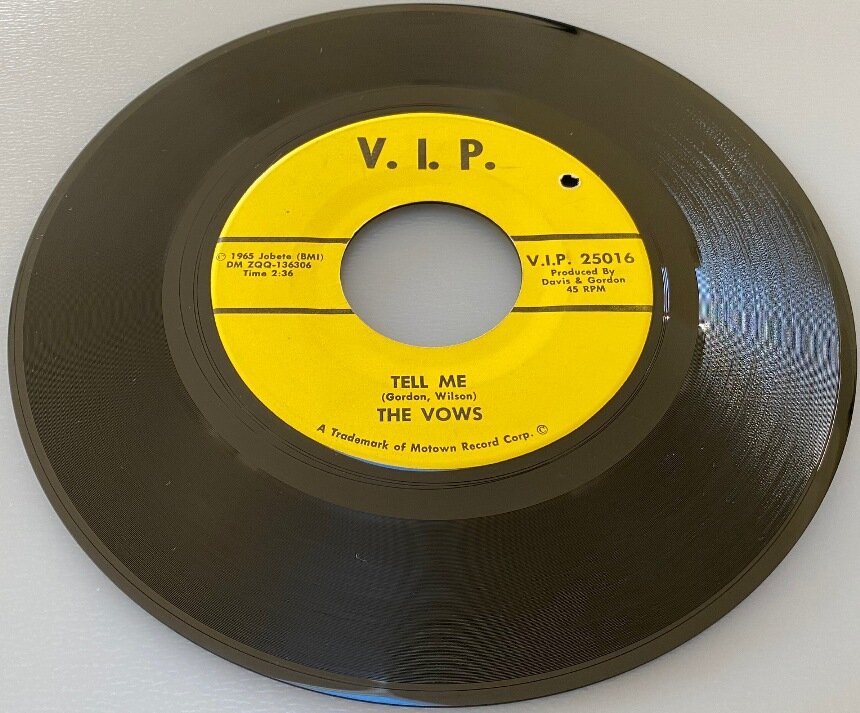 V. I. P.
© 1965 Jobete (BMI)
DM ZQQ-136306
Time 2:36
V.I.P. 25016
Produced By
Davis & Gordon
45 RPM
TELL ME
(Gordon, Wilson)
THE VOWS
A Trademark of Motown Record Corp. ©